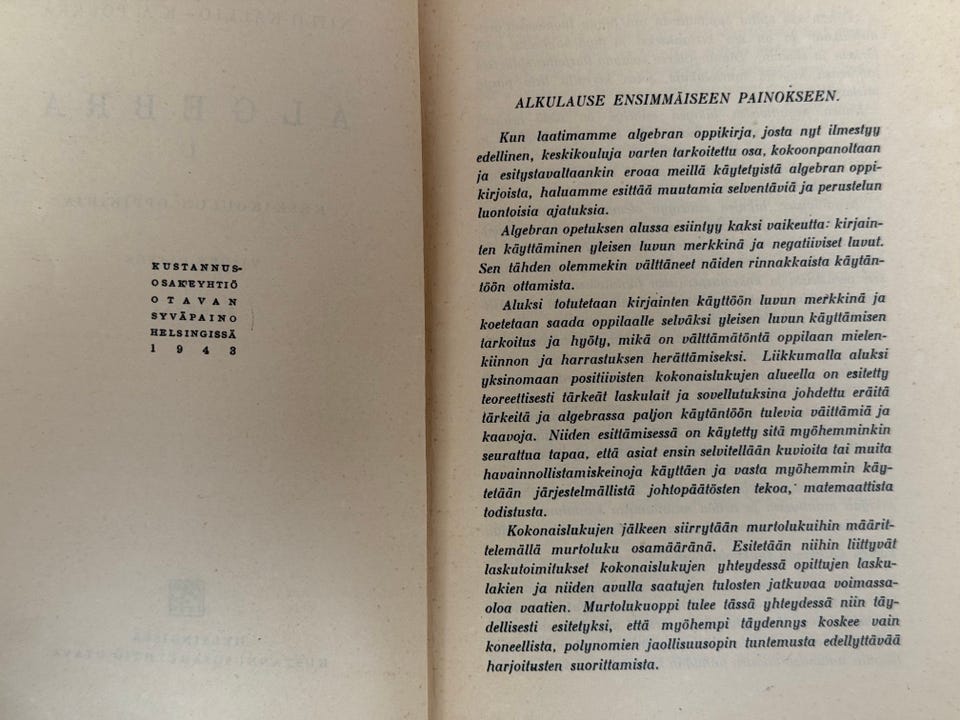 KUSTANNUS-
OSAKEYHTIÖ
OTAVAN
SYVÄPAINO
HELSINGISSÄ
1943
ALKULAUSE ENSIMMÄISEEN PAINOKSEEN.
Kun laatimamme algebran oppikirja, josta nyt ilmestyy
edellinen, keskikouluja varten tarkoitettu osa, kokoonpanoltaan
ja esitystavaltaankin eroaa meillä käytetyistä algebran oppi-
kirjoista, haluamme esittää muutamia selventäviä ja perustelun
luontoisia ajatuksia.
Algebran opetuksen alussa esiintyy kaksi vaikeutta: kirjain-
ten käyttäminen yleisen luvun merkkinä ja negatiiviset luvut.
Sen tähden olemmekin välttäneet näiden rinnakkaista käytän-
töön ottamista.
Aluksi totutetaan kirjainten käyttöön luvun merkkinä ja
koetetaan saada oppilaalle selväksi yleisen luvun käyttämisen
tarkoitus ja hyöty, mikä on välttämätöntä oppilaan mielen-
kiinnon ja harrastuksen herättämiseksi. Liikkumalla aluksi
yksinomaan positiivisten kokonaislukujen alueella on esitetty
teoreettisesti tärkeät laskulait ja sovellutuksina johdettu eräitä
tärkeitä ja algebrassa paljon käytäntöön tulevia väittämiä ja
kaavoja. Niiden esittämisessä on käytetty sitä myöhemminkin
seurattua tapaa, että asiat ensin selvitellään kuvioita tai muita
havainnollistamiskeinoja käyttäen ja vasta myöhemmin käy-
tetään järjestelmällistä johtopäätösten tekoa, matemaattista
todistusta.
Kokonaislukujen jälkeen siirrytään murtolukuihin määrit-
telemällä murtoluku osamääränä. Esitetään niihin liittyvät
laskutoimitukset kokonaislukujen yhteydessä opittujen lasku-
lakien ja niiden avulla saatujen tulosten jatkuvaa voimassa-
oloa vaatien. Murtolukuoppi tulee tässä yhteydessä niin täy-
dellisesti esitetyksi, että myöhempi täydennys koskee vain
koneellista, polynomien jaollisuusopin tuntemusta edellyttävää
harjoitusten suorittamista.